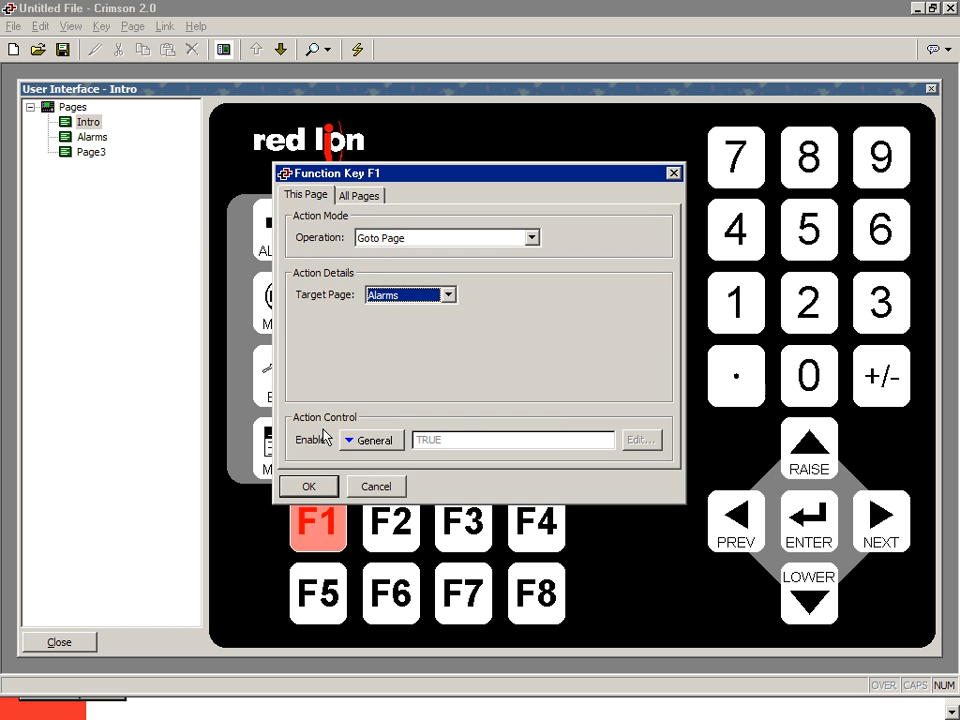 Untitled File - Crimson 2.0
File Edit View Key Page Link Help
User Interface - Intro
Pages
Intro
Alarms
Page3
red lion
Function Key F1
This Page All Pages
Action Mode
Operation: Goto Page
Action Details
Target Page: Alarms
Action Control
Enable: General TRUE Edit...
OK Cancel
7 8 9
4 5 6
1 2 3
. 0 +/-
RAISE
PREV ENTER NEXT
LOWER
F1 F2 F3 F4
F5 F6 F7 F8
Close
OVER CAPS NUM